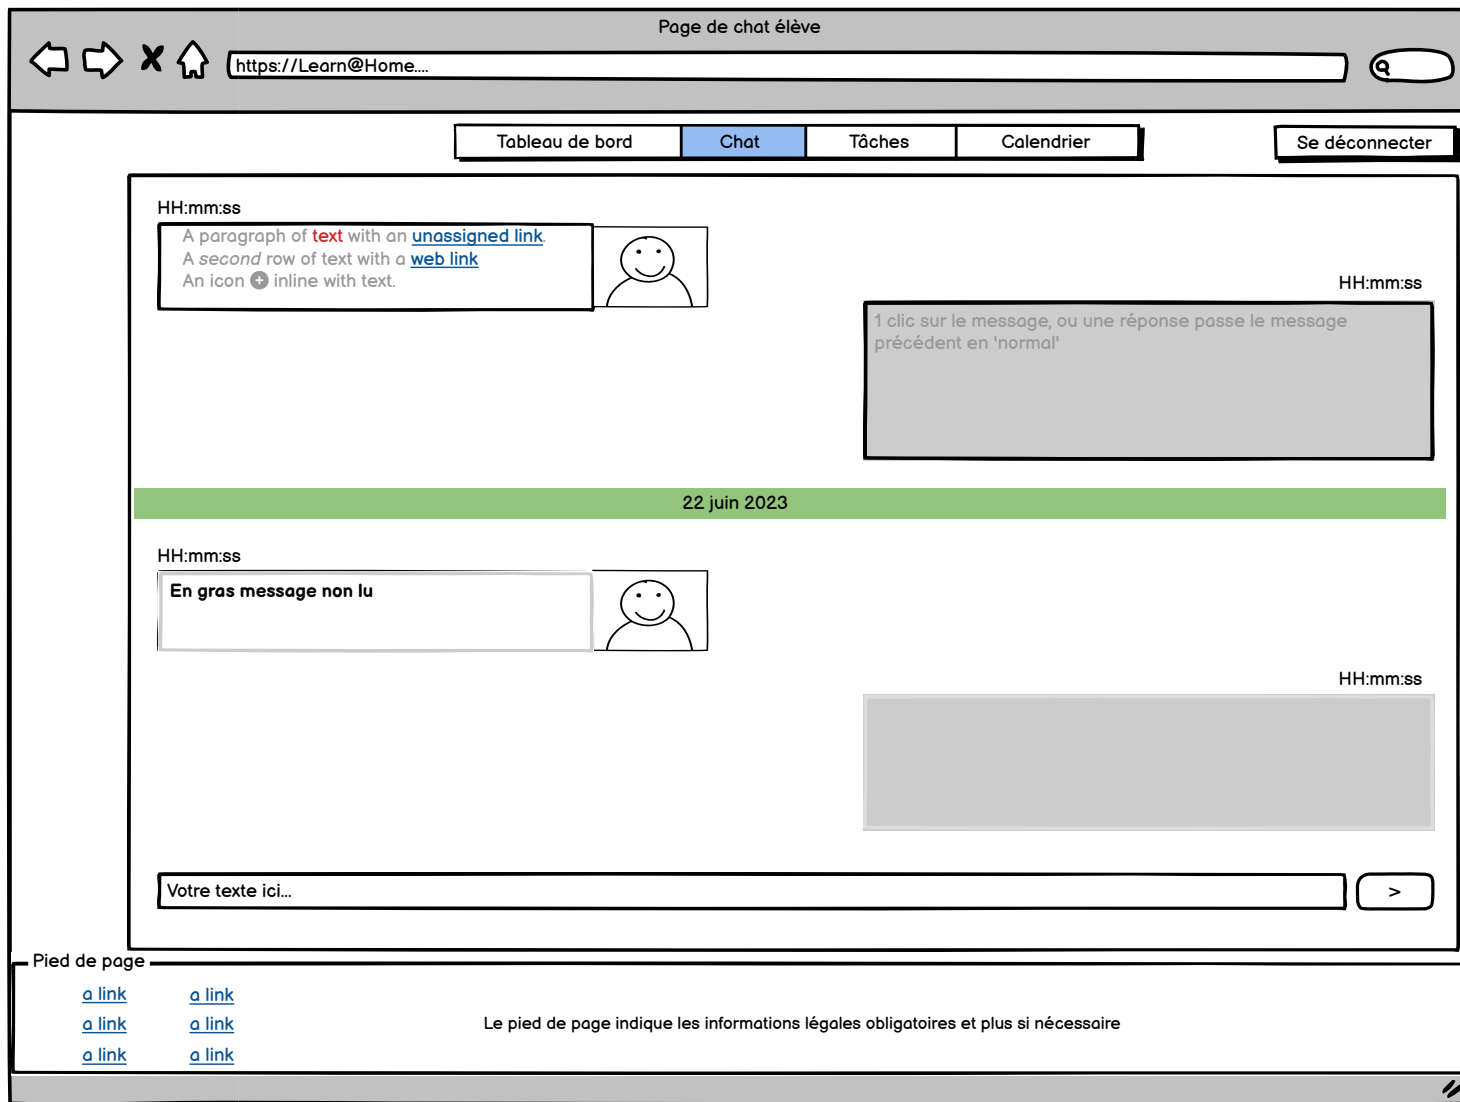 Page de chat élève
https://Learn@Home....
Tableau de bord
Chat
Tâches
Calendrier
Se déconnecter
HH:mm:ss
A paragraph of text with an unassigned link.
A second row of text with a web link
An icon inline with text.
HH:mm:ss
1 clic sur le message, ou une réponse passe le message
précédent en 'normal'
22 juin 2023
HH:mm:ss
En gras message non lu
HH:mm:ss
Votre texte ici...
>
Pied de page
a link
a link
a link
a link
a link
a link
Le pied de page indique les informations légales obligatoires et plus si nécessaire